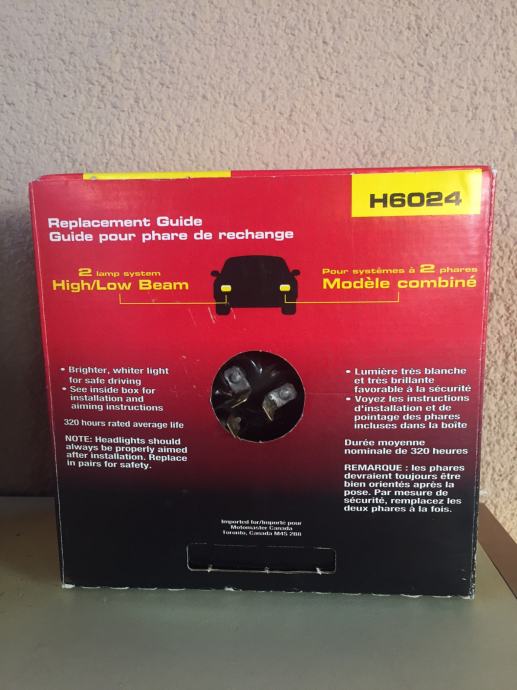 H6024
Replacement Guide
Guide pour phare de rechange
2 lamp system
High/Low Beam
Pour systèmes à 2 phares
Modèle combiné
• Brighter, whiter light
for safe driving
• See inside box for
installation and
aiming instructions
320 hours rated average life
NOTE: Headlights should
always be properly aimed
after installation. Replace
in pairs for safety.
• Lumière très blanche
et très brillante
favorable à la sécurité
• Voyez les instructions
d'installation et de
pointage des phares
incluses dans la boîte
Durée moyenne
nominale de 320 heures
REMARQUE : les phares
devraient toujours être
bien orientés après la
pose. Par mesure de
sécurité, remplacez les
deux phares à la fois.
Imported for/Importé pour
Motomaster Canada
Toronto, Canada M4S 2B8